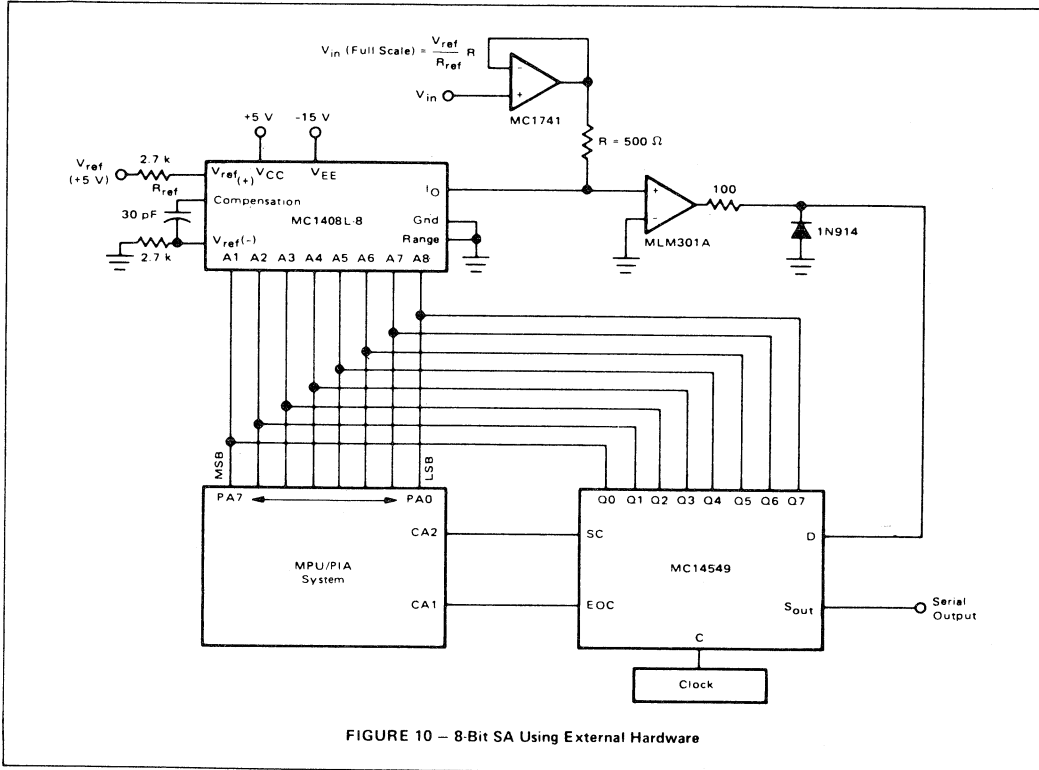 V_in (Full Scale) = V_ref / R_ref R
V_in
-
+
MC1741
R = 500 Ω
+5 V
-15 V
V_ref
(+5 V)
2.7 k
R_ref
30 pF
2.7 k
V_ref(+)
V_CC
V_EE
Compensation
MC1408L-8
V_ref(-)
I_O
Gnd
Range
A1 A2 A3 A4 A5 A6 A7 A8
+
-
MLM301A
100
1N914
MSB
LSB
PA7
PA0
CA2
MPU/PIA
System
CA1
Q0 Q1 Q2 Q3 Q4 Q5 Q6 Q7
SC
D
MC14549
EOC
S_out
C
Serial
Output
Clock
FIGURE 10 – 8-Bit SA Using External Hardware